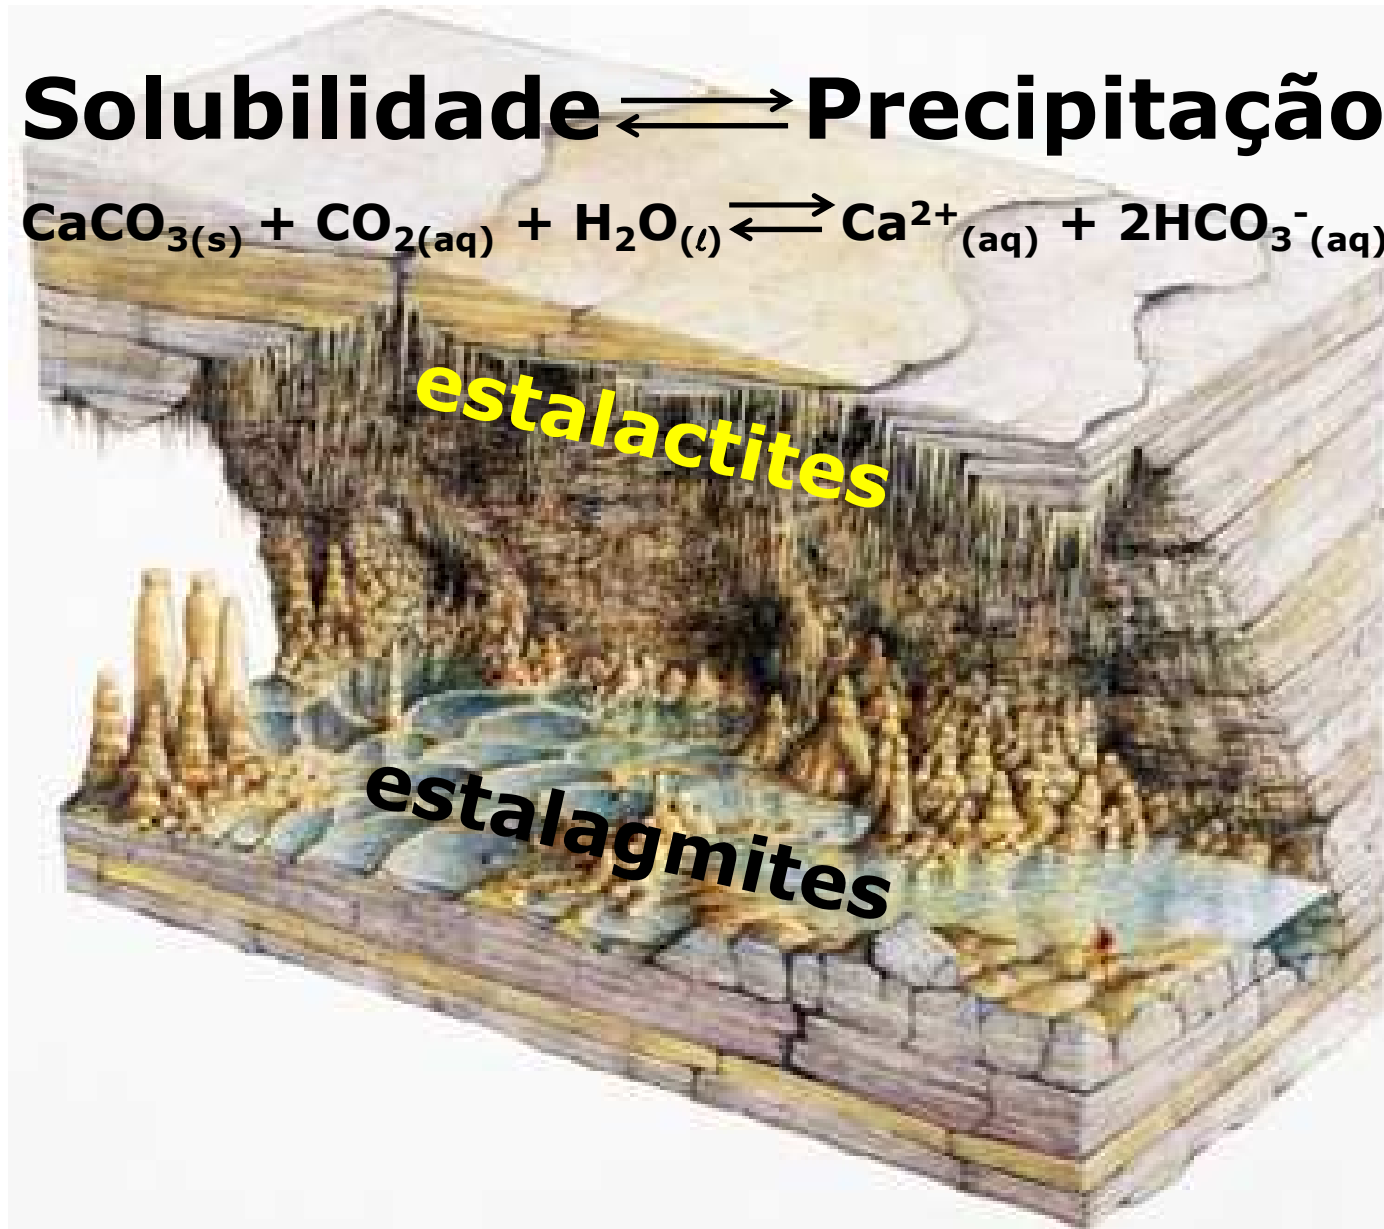 Solubilidade ⇌ Precipitação
CaCO₃(s) + CO₂(aq) + H₂O(ℓ) ⇌ Ca²⁺(aq) + 2HCO₃⁻(aq)
estalactites
estalagmites